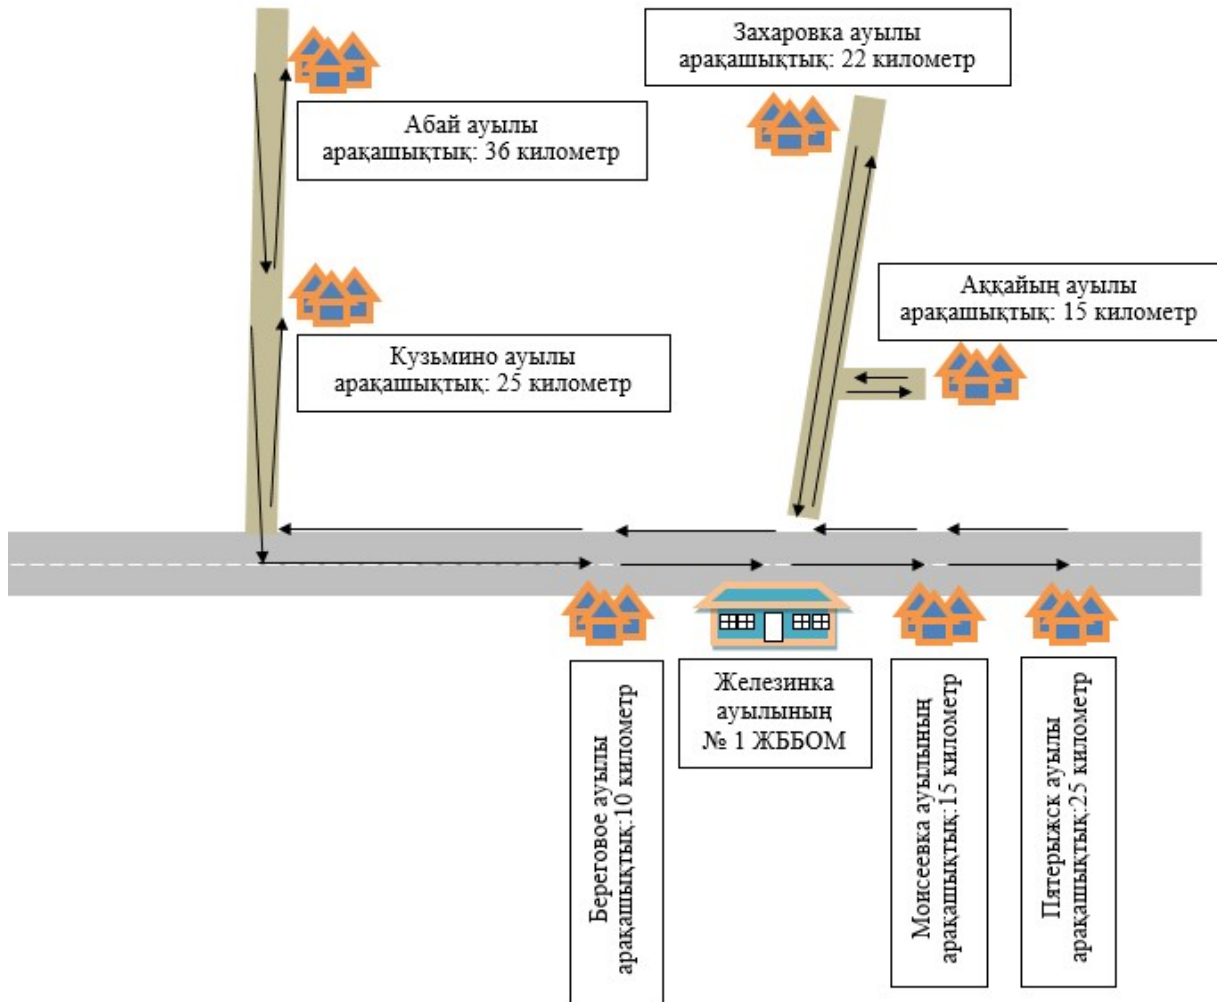 Захаровка ауылы
арақашықтық: 22 километр
Абай ауылы
арақашықтық: 36 километр
Аққайың ауылы
арақашықтық: 15 километр
Кузьмино ауылы
арақашықтық: 25 километр
Береговое ауылы
арақашықтық:10 километр
Железинка
ауылының
№ 1 ЖББОМ
Моисеевка ауылының
арақашықтық:15 километр
Пятерыжск ауылы
арақашықтық:25 километр